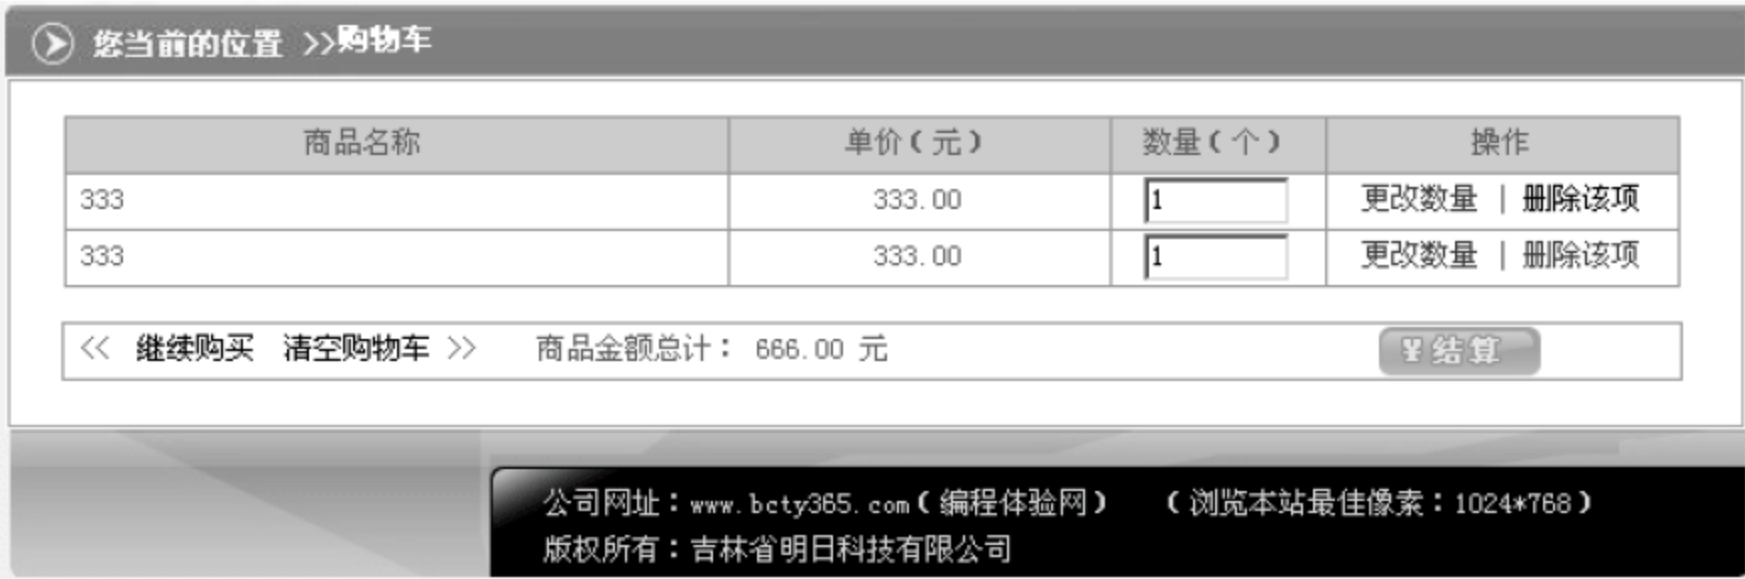 您当前的位置 >>购物车
商品名称 单价(元) 数量(个) 操作
333 333.00 1 更改数量 | 删除该项
333 333.00 1 更改数量 | 删除该项
<< 继续购买 清空购物车 >> 商品金额总计: 666.00 元 ¥结算
公司网址:www.bcty365.com(编程体验网) (浏览本站最佳像素:1024*768)
版权所有:吉林省明日科技有限公司